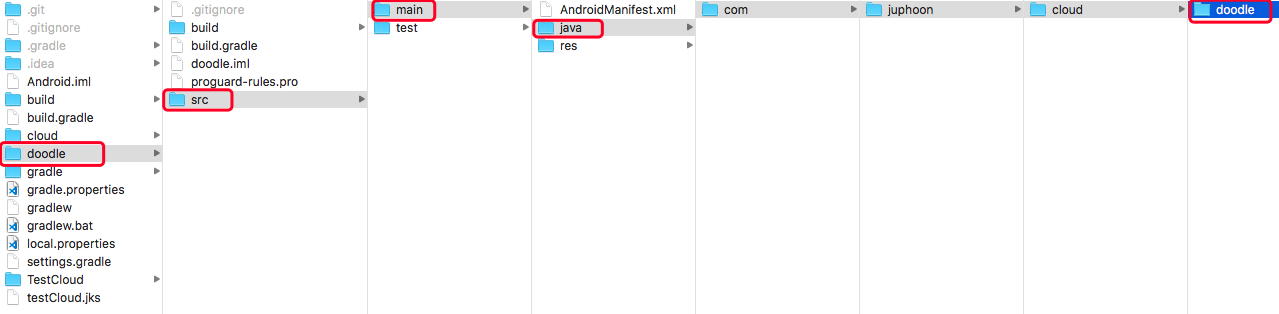 .git
.gitignore
.gradle
.idea
Android.iml
build
build.gradle
cloud
doodle
gradle
gradle.properties
gradlew
gradlew.bat
local.properties
settings.gradle
TestCloud
testCloud.jks
.gitignore
build
build.gradle
doodle.iml
proguard-rules.pro
src
main
test
AndroidManifest.xml
java
res
com
juphoon
cloud
doodle